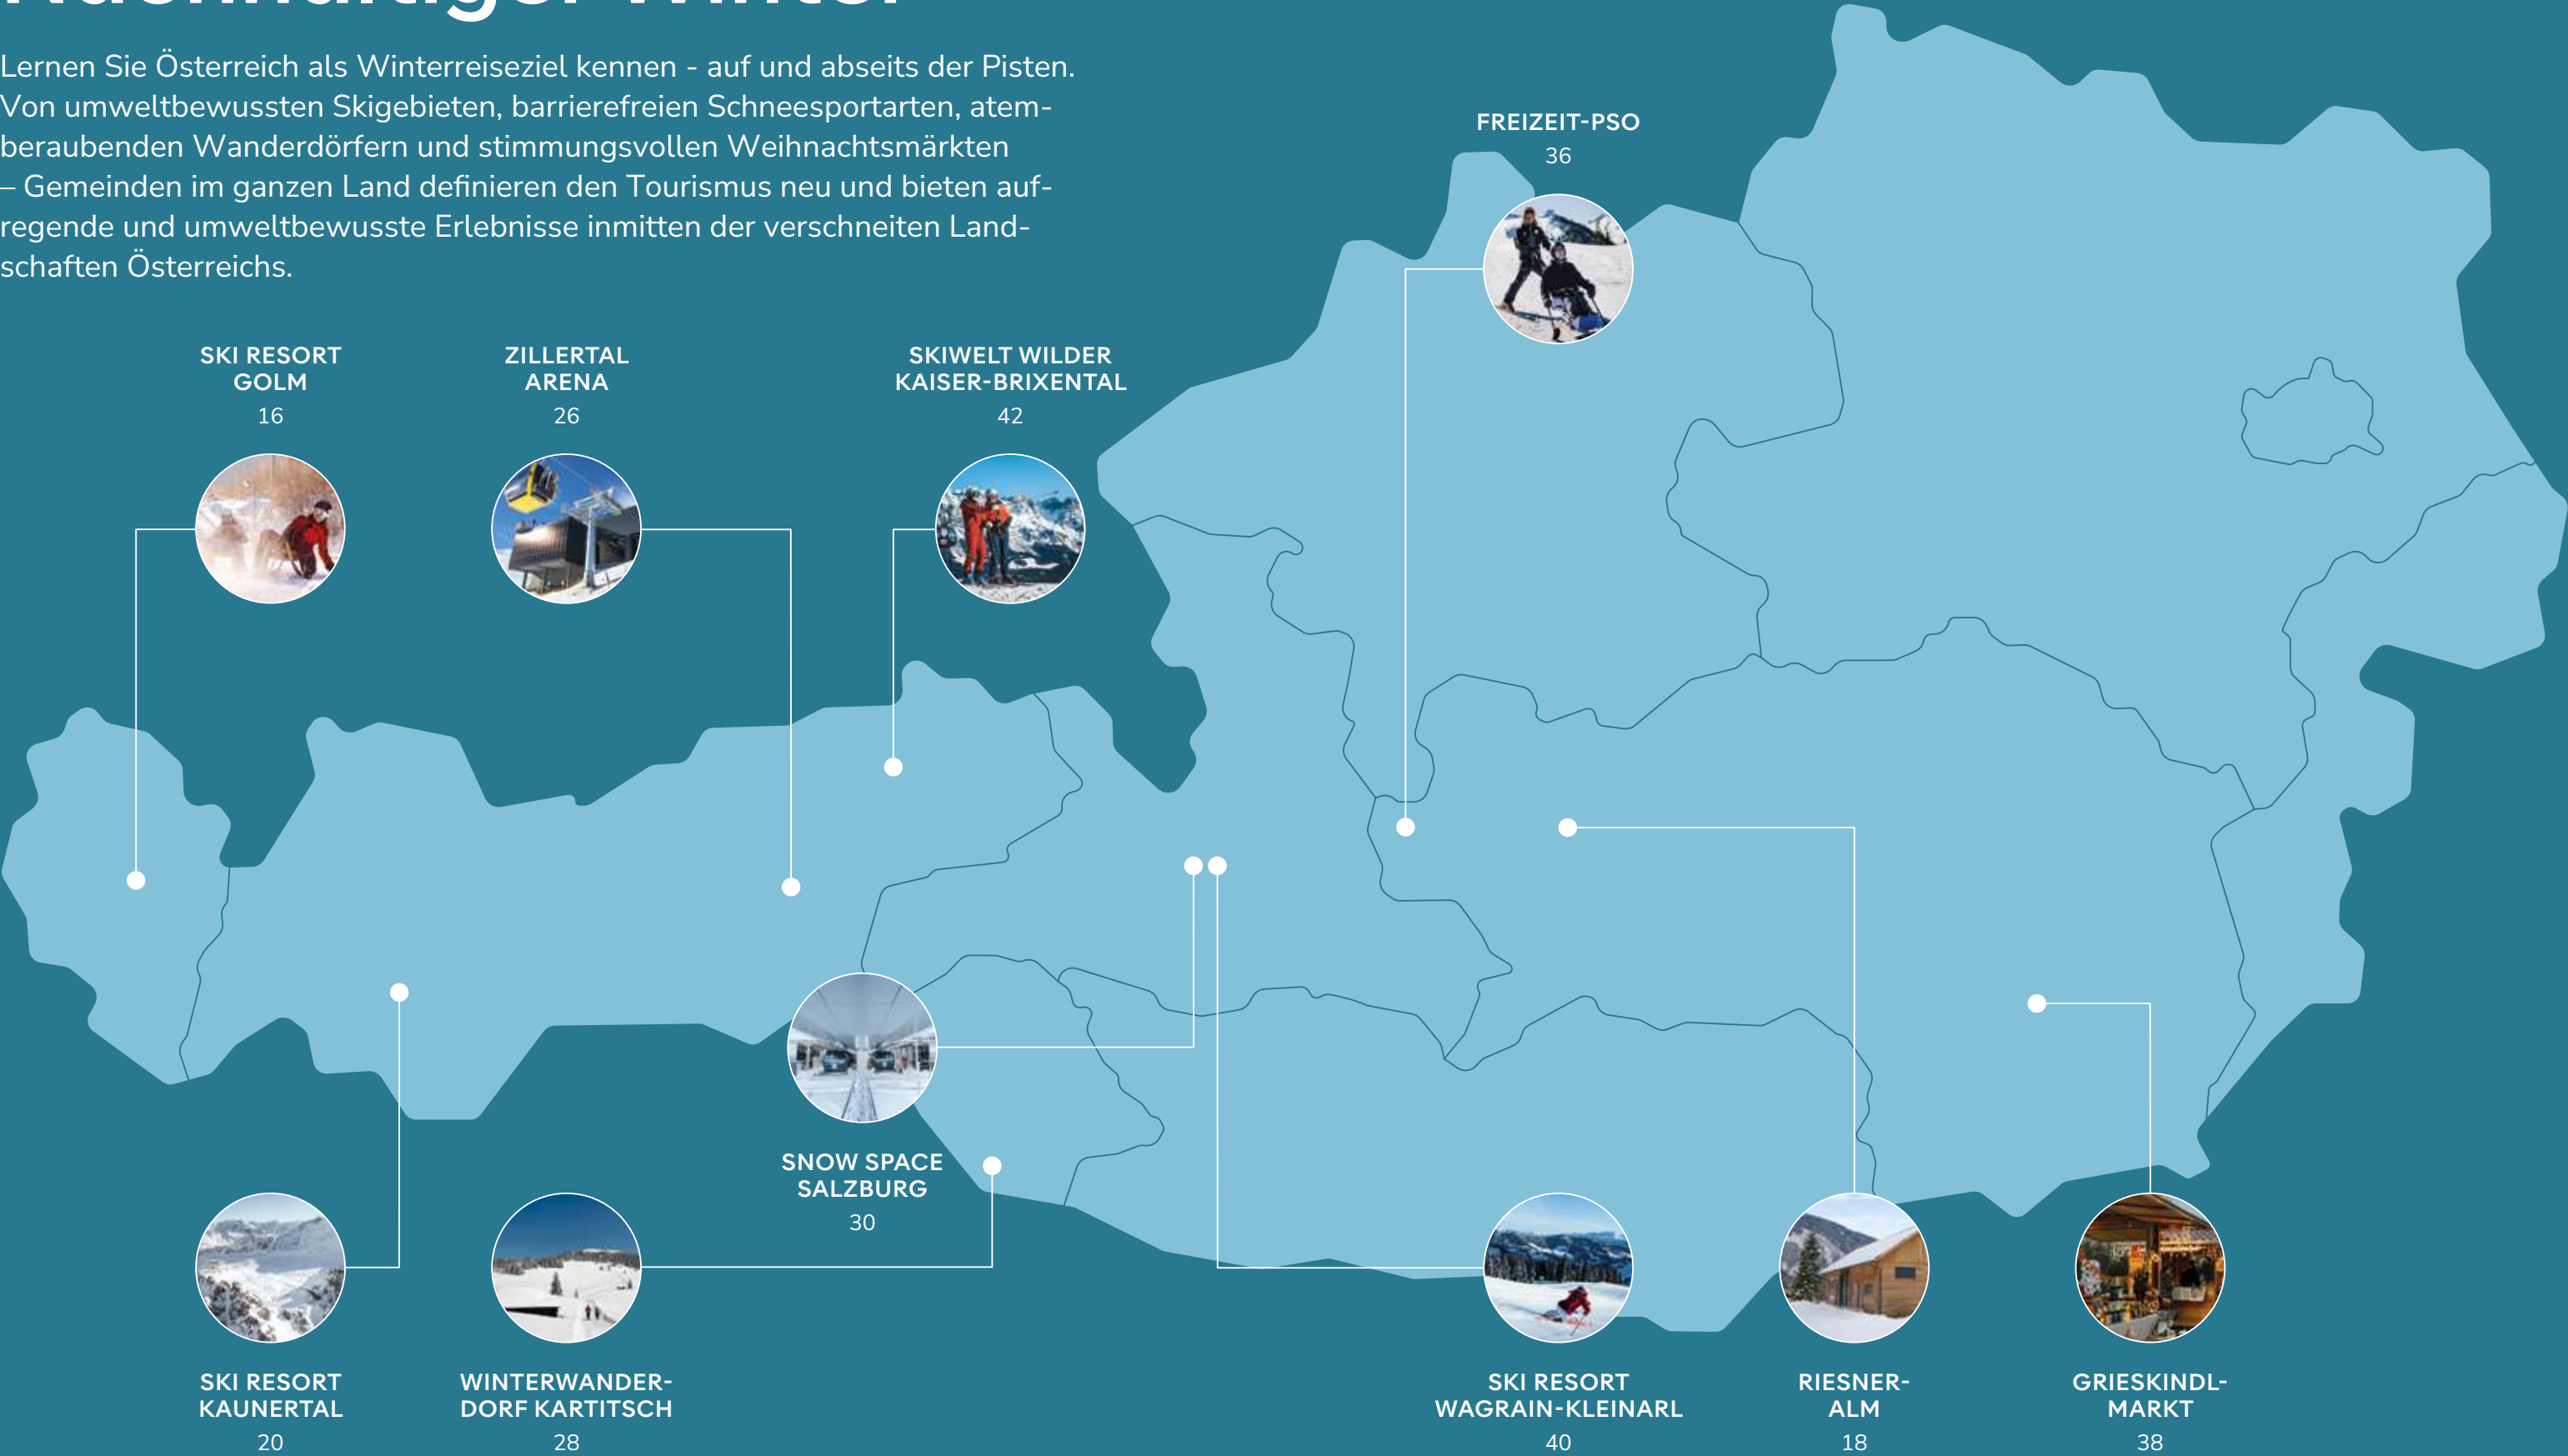 Nachhaltiger Winter
Lernen Sie Österreich als Winterreiseziel kennen - auf und abseits der Pisten.
Von umweltbewussten Skigebieten, barrierefreien Schneesportarten, atem-
beraubenden Wanderdörfern und stimmungsvollen Weihnachtsmärkten
– Gemeinden im ganzen Land definieren den Tourismus neu und bieten auf-
regende und umweltbewusste Erlebnisse inmitten der verschneiten Land-
schaften Österreichs.
FREIZEIT-PSO
36
SKI RESORT
GOLM
16
ZILLERTAL
ARENA
26
SKIWELT WILDER
KAISER-BRIXENTAL
42
SNOW SPACE
SALZBURG
30
SKI RESORT
KAUNERTAL
20
WINTERWANDER-
DORF KARTITSCH
28
SKI RESORT
WAGRAIN-KLEINARL
40
RIESNER-
ALM
18
GRIESKINDL-
MARKT
38